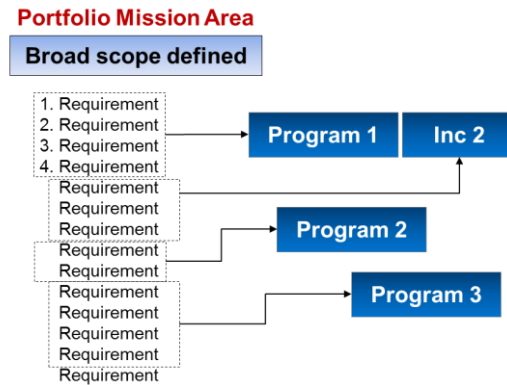 Portfolio Mission Area
Broad scope defined
1. Requirement
2. Requirement
3. Requirement
4. Requirement
Requirement
Requirement
Requirement
Requirement
Requirement
Requirement
Requirement
Requirement
Requirement
Requirement
Program 1
Inc 2
Program 2
Program 3